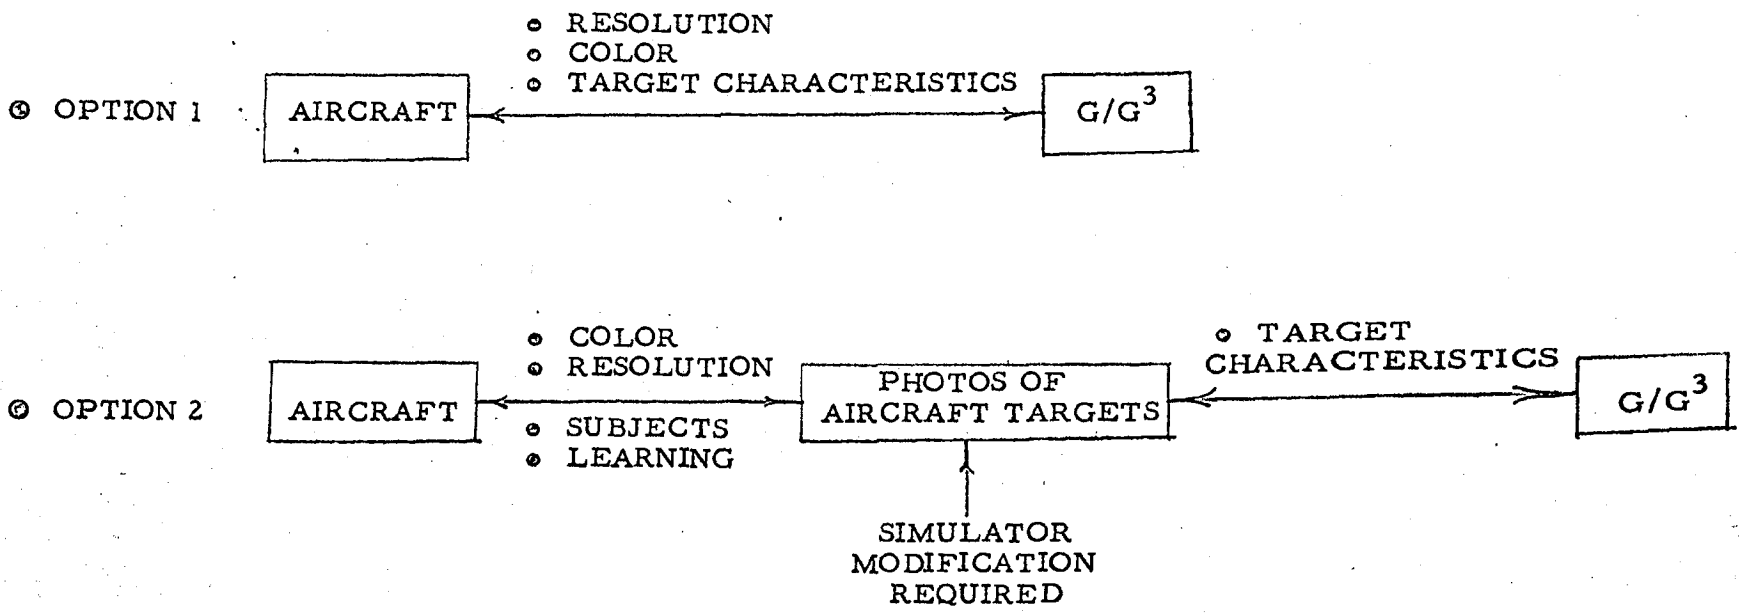 • RESOLUTION
• COLOR
• TARGET CHARACTERISTICS
• OPTION 1
AIRCRAFT
G/G³
• COLOR
• RESOLUTION
• TARGET
CHARACTERISTICS
• OPTION 2
AIRCRAFT
PHOTOS OF
AIRCRAFT TARGETS
G/G³
• SUBJECTS
• LEARNING
SIMULATOR
MODIFICATION
REQUIRED